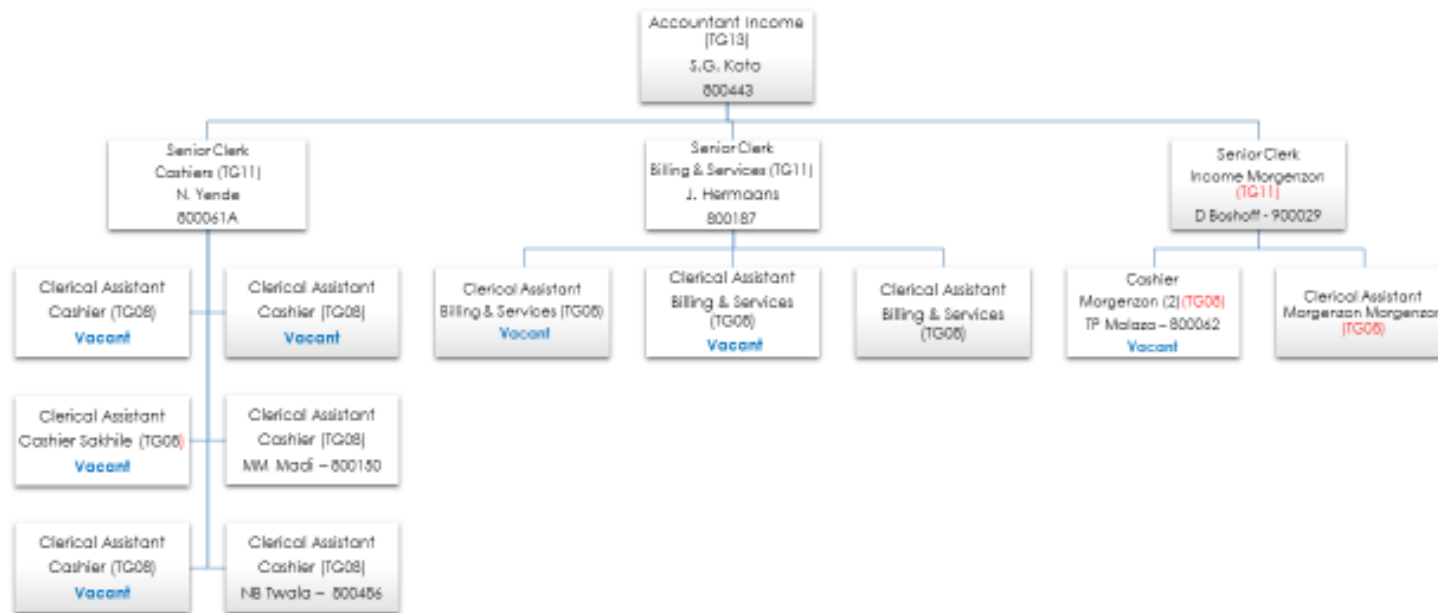 Accountant Income
(TG13)
S.G. Kota
800443
Senior Clerk
Cashiers (TG11)
N. Yende
800061A
Senior Clerk
Billing & Services (TG11)
J. Hermaans
800187
Senior Clerk
Income Morgenzon
(TG11)
D Boshoff - 900029
Clerical Assistant
Cashier (TG08)
Vacant
Clerical Assistant
Cashier (TG08)
Vacant
Clerical Assistant
Billing & Services (TG08)
Vacant
Clerical Assistant
Billing & Services
(TG08)
Vacant
Clerical Assistant
Billing & Services
(TG08)
Cashier
Morgenzon (2)(TG08)
TP Malaza – 800062
Vacant
Clerical Assistant
Morgenzon Morgenzon
(TG08)
Clerical Assistant
Cashier Sakhile (TG08)
Vacant
Clerical Assistant
Cashier (TG08)
MM Madi – 800150
Clerical Assistant
Cashier (TG08)
Vacant
Clerical Assistant
Cashier (TG08)
NB Twala – 800486